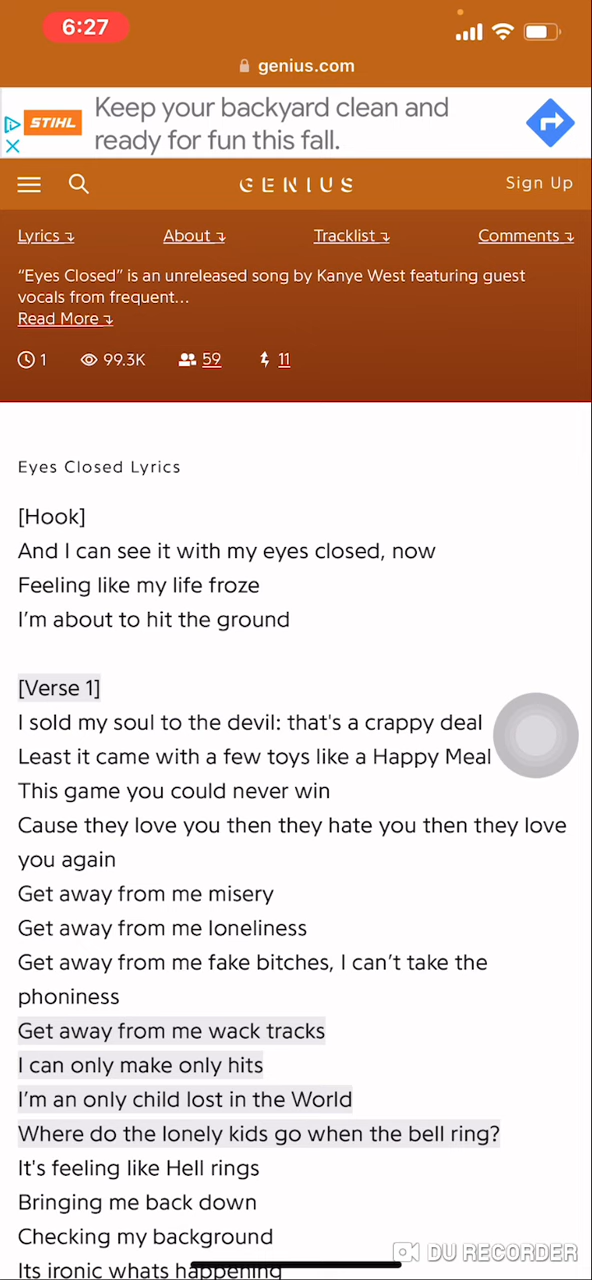 6:27
genius.com
STIHL
Keep your backyard clean and
ready for fun this fall.
GENIUS
Sign Up
Lyrics
About
Tracklist
Comments
“Eyes Closed” is an unreleased song by Kanye West featuring guest
vocals from frequent...
Read More
1
99.3K
59
11
Eyes Closed Lyrics
[Hook]
And I can see it with my eyes closed, now
Feeling like my life froze
I’m about to hit the ground
[Verse 1]
I sold my soul to the devil: that's a crappy deal
Least it came with a few toys like a Happy Meal
This game you could never win
Cause they love you then they hate you then they love
you again
Get away from me misery
Get away from me loneliness
Get away from me fake bitches, I can’t take the
phoniness
Get away from me wack tracks
I can only make only hits
I’m an only child lost in the World
Where do the lonely kids go when the bell ring?
It's feeling like Hell rings
Bringing me back down
Checking my background
Its ironic whats happening
DU RECORDER